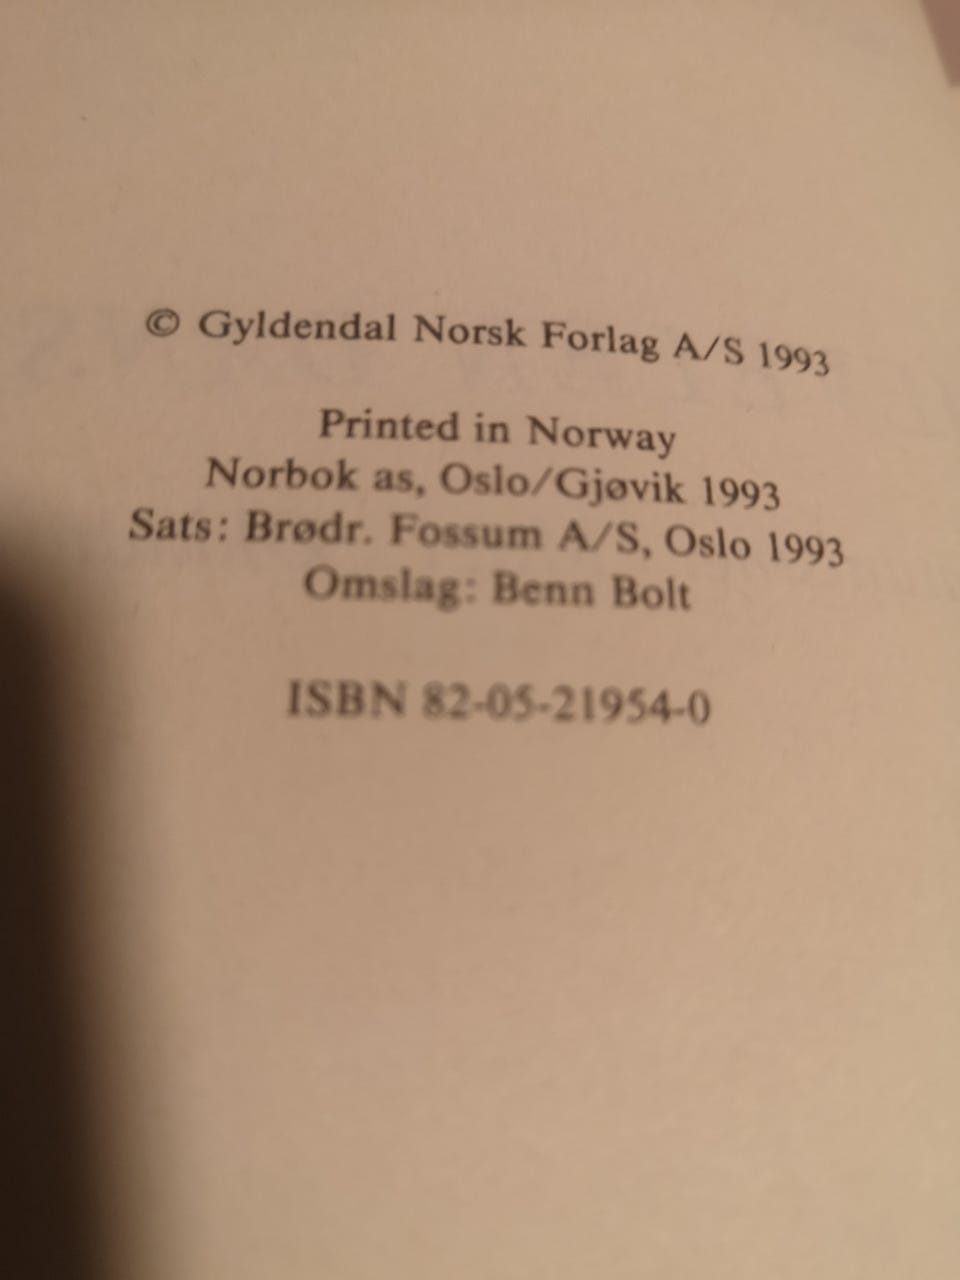 © Gyldendal Norsk Forlag A/S 1993
Printed in Norway
Norbok as, Oslo/Gjøvik 1993
Sats: Brødr. Fossum A/S, Oslo 1993
Omslag: Benn Bolt
ISBN 82-05-21954-0